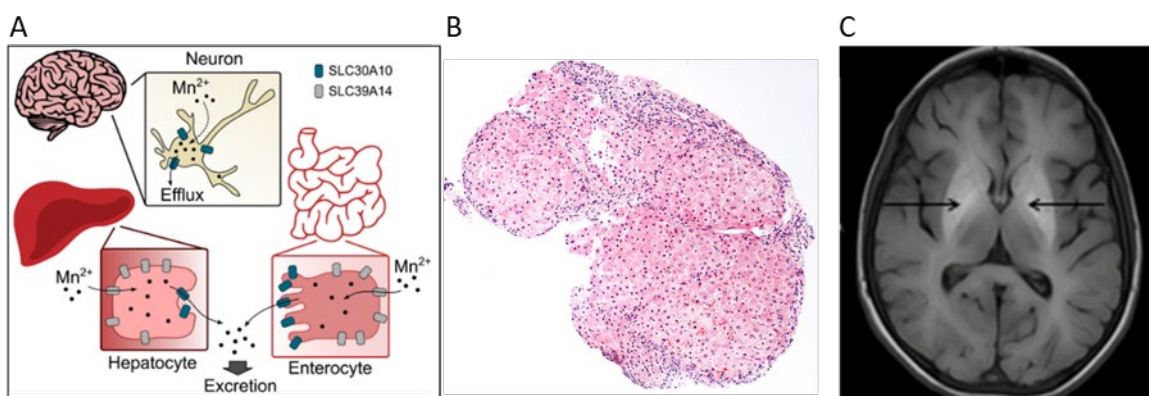 A
B
C
Neuron
Mn2+
SLC30A10
SLC39A14
Efflux
Mn2+
Mn2+
Hepatocyte
Enterocyte
Excretion